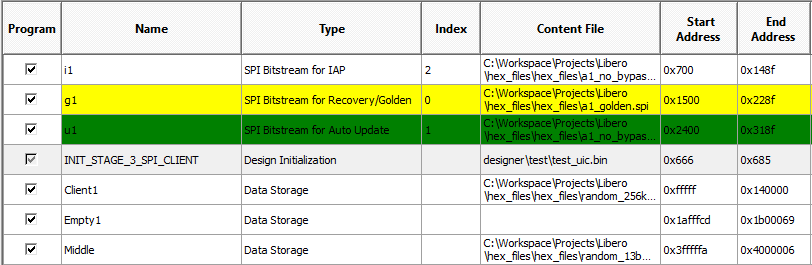 Program Name Type Index Content File Start Address End Address
i1 SPI Bitstream for IAP 2 C:\Workspace\Projects\Libero \hex_files\hex_files\a1_no_bypas... 0x700 0x148f
g1 SPI Bitstream for Recovery/Golden 0 C:\Workspace\Projects\Libero \hex_files\hex_files\a1_golden.spi 0x1500 0x228f
u1 SPI Bitstream for Auto Update 1 C:\Workspace\Projects\Libero \hex_files\hex_files\a1_no_bypas... 0x2400 0x318f
INIT_STAGE_3_SPI_CLIENT Design Initialization designer\test\test_uic.bin 0x666 0x685
Client1 Data Storage C:\Workspace\Projects\Libero \hex_files\hex_files\random_256k... 0xfffff 0x140000
Empty1 Data Storage 0x1afffcd 0x1b00069
Middle Data Storage C:\Workspace\Projects\Libero \hex_files\hex_files\random_13b... 0x3fffffa 0x4000006